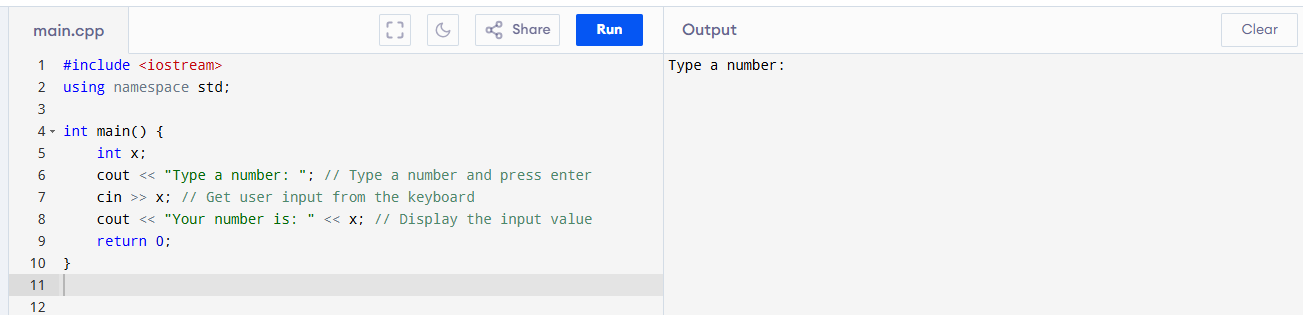 main.cpp Share Run Output Clear
1 #include <iostream> Type a number:
2 using namespace std;
3
4 int main() {
5     int x;
6     cout << "Type a number: "; // Type a number and press enter
7     cin >> x; // Get user input from the keyboard
8     cout << "Your number is: " << x; // Display the input value
9     return 0;
10 }
11
12